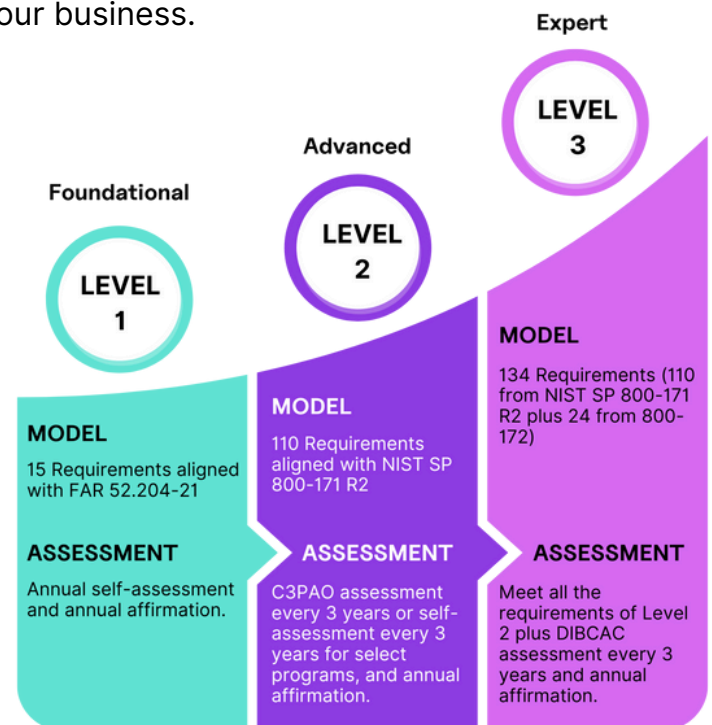 our business.
Expert
LEVEL
3
Advanced
LEVEL
2
Foundational
LEVEL
1
MODEL
15 Requirements aligned
with FAR 52.204-21
ASSESSMENT
Annual self-assessment
and annual affirmation.
MODEL
110 Requirements
aligned with NIST SP
800-171 R2
ASSESSMENT
C3PAO assessment
every 3 years or self-
assessment every 3
years for select
programs, and annual
affirmation.
MODEL
134 Requirements (110
from NIST SP 800-171
R2 plus 24 from 800-
172)
ASSESSMENT
Meet all the
requirements of Level
2 plus DIBCAC
assessment every 3
years and annual
affirmation.